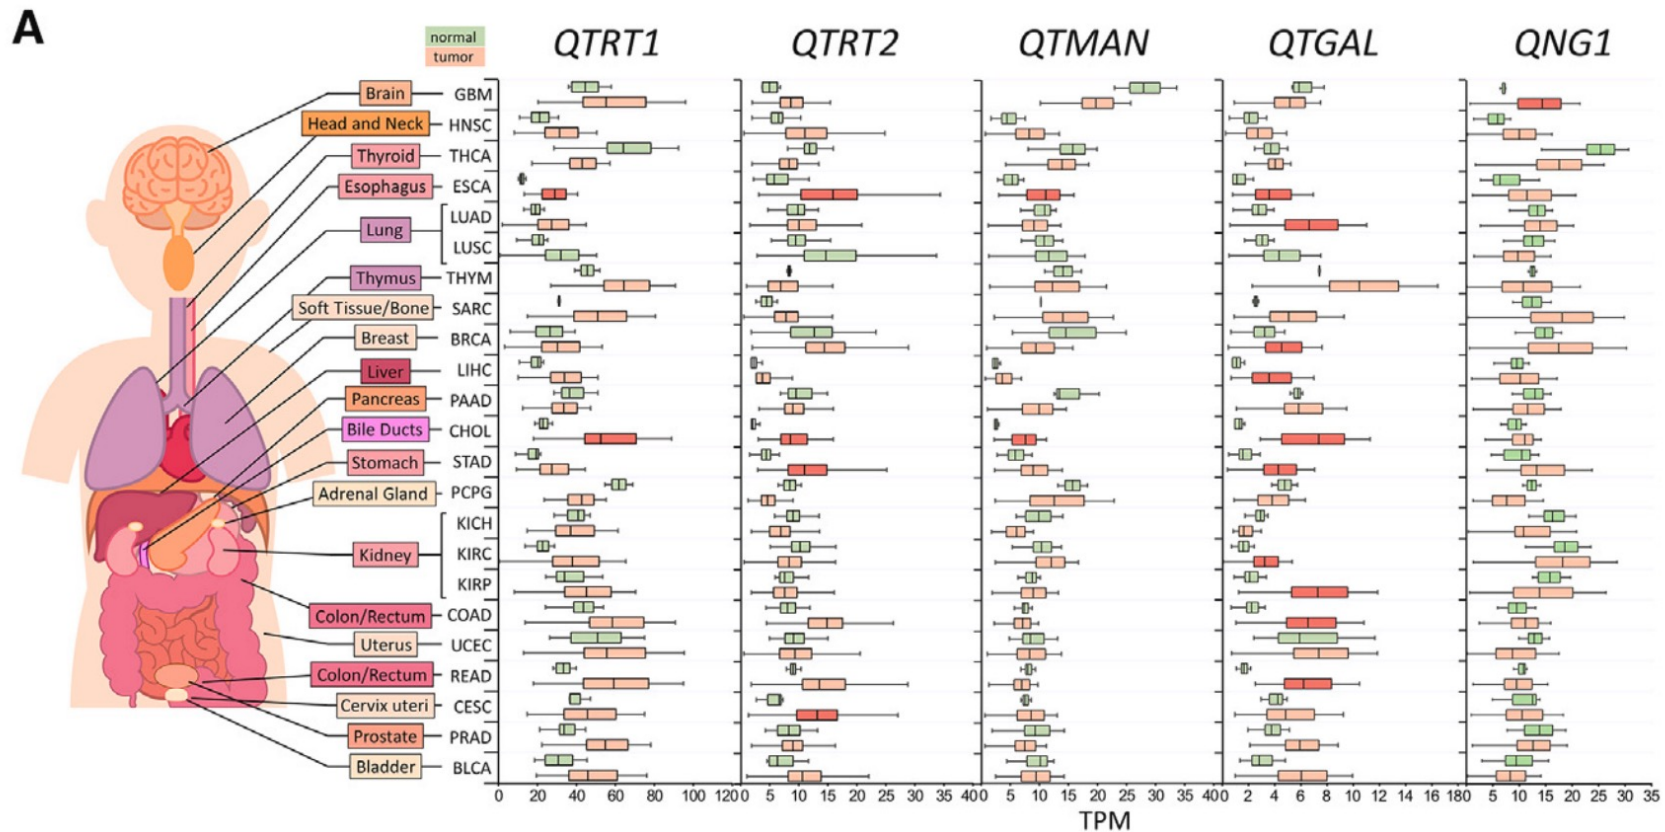 A
normal
tumor
QTRT1 QTRT2 QTMAN QTGAL QNG1
Brain GBM
Head and Neck HNSC
Thyroid THCA
Esophagus ESCA
LUAD
Lung
LUSC
Thymus THYM
Soft Tissue/Bone SARC
Breast BRCA
Liver LIHC
Pancreas PAAD
Bile Ducts CHOL
Stomach STAD
Adrenal Gland PCPG
KICH
Kidney KIRC
KIRP
Colon/Rectum COAD
Uterus UCEC
Colon/Rectum READ
Cervix uteri CESC
Prostate PRAD
Bladder BLCA
0 20 40 60 80 100 120 0 5 10 15 20 25 30 35 40 0 5 10 15 20 25 30 35 40 0 2 4 6 8 10 12 14 16 18 0 5 10 15 20 25 30 35
TPM